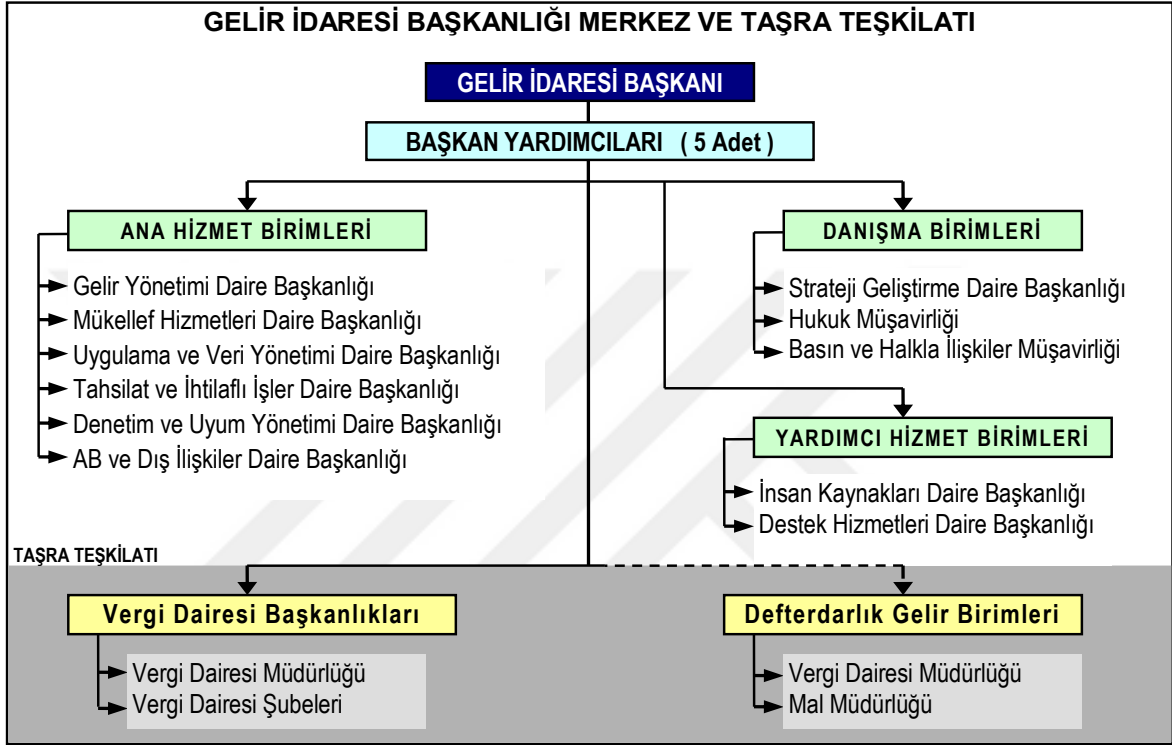 GELİR İDARESİ BAŞKANLIĞI MERKEZ VE TAŞRA TEŞKİLATI
GELİR İDARESİ BAŞKANI
BAŞKAN YARDIMCILARI ( 5 Adet )
ANA HİZMET BİRİMLERİ
Gelir Yönetimi Daire Başkanlığı
Mükellef Hizmetleri Daire Başkanlığı
Uygulama ve Veri Yönetimi Daire Başkanlığı
Tahsilat ve İhtilaflı İşler Daire Başkanlığı
Denetim ve Uyum Yönetimi Daire Başkanlığı
AB ve Dış İlişkiler Daire Başkanlığı
DANIŞMA BİRİMLERİ
Strateji Geliştirme Daire Başkanlığı
Hukuk Müşavirliği
Basın ve Halkla İlişkiler Müşavirliği
YARDIMCI HİZMET BİRİMLERİ
İnsan Kaynakları Daire Başkanlığı
Destek Hizmetleri Daire Başkanlığı
TAŞRA TEŞKİLATI
Vergi Dairesi Başkanlıkları
Vergi Dairesi Müdürlüğü
Vergi Dairesi Şubeleri
Defterdarlık Gelir Birimleri
Vergi Dairesi Müdürlüğü
Mal Müdürlüğü